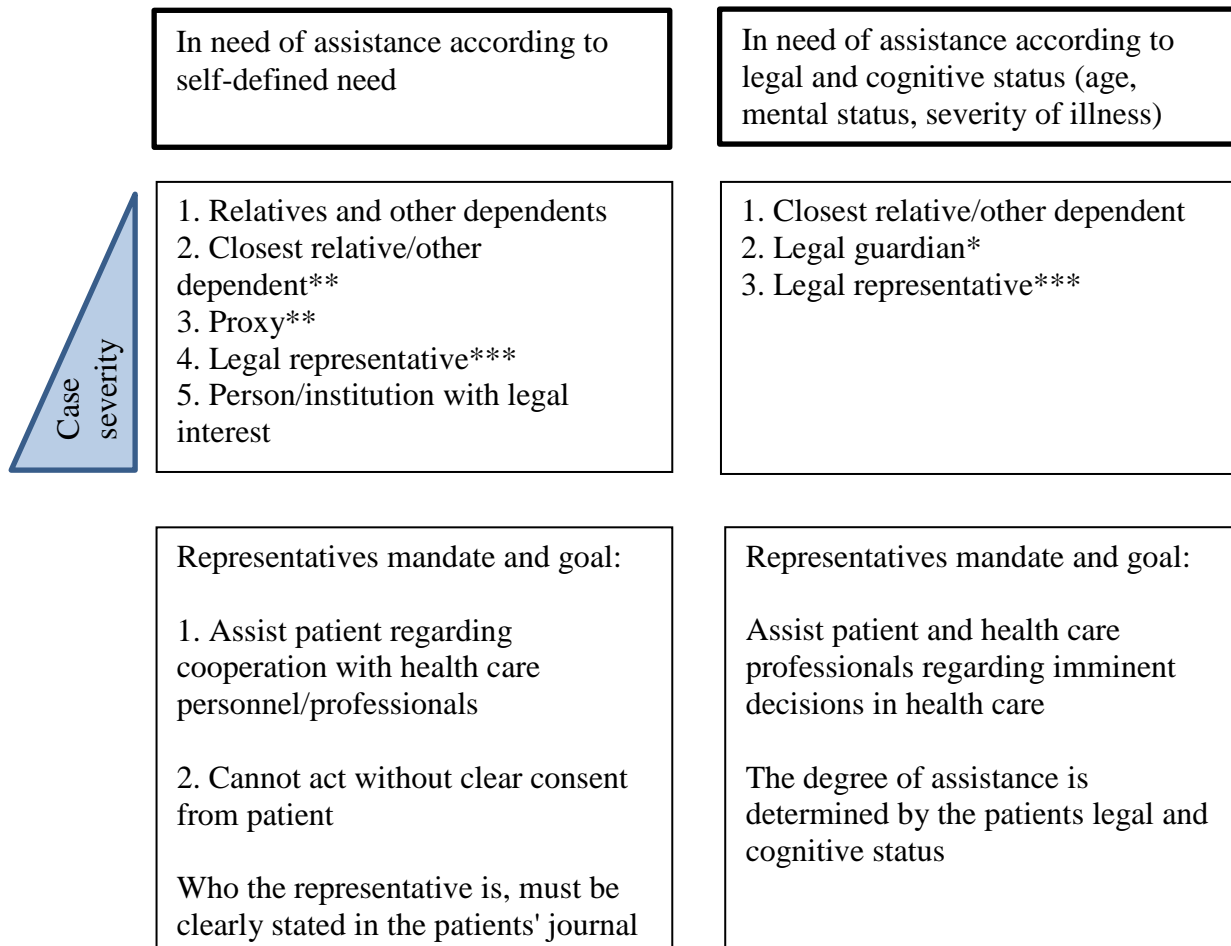 In need of assistance according to
self-defined need
In need of assistance according to
legal and cognitive status (age,
mental status, severity of illness)
Case
severity
1. Relatives and other dependents
2. Closest relative/other
dependent**
3. Proxy**
4. Legal representative***
5. Person/institution with legal
interest
1. Closest relative/other dependent
2. Legal guardian*
3. Legal representative***
Representatives mandate and goal:
1. Assist patient regarding
cooperation with health care
personnel/professionals
2. Cannot act without clear consent
from patient
Who the representative is, must be
clearly stated in the patients' journal
Representatives mandate and goal:
Assist patient and health care
professionals regarding imminent
decisions in health care
The degree of assistance is
determined by the patients legal and
cognitive status